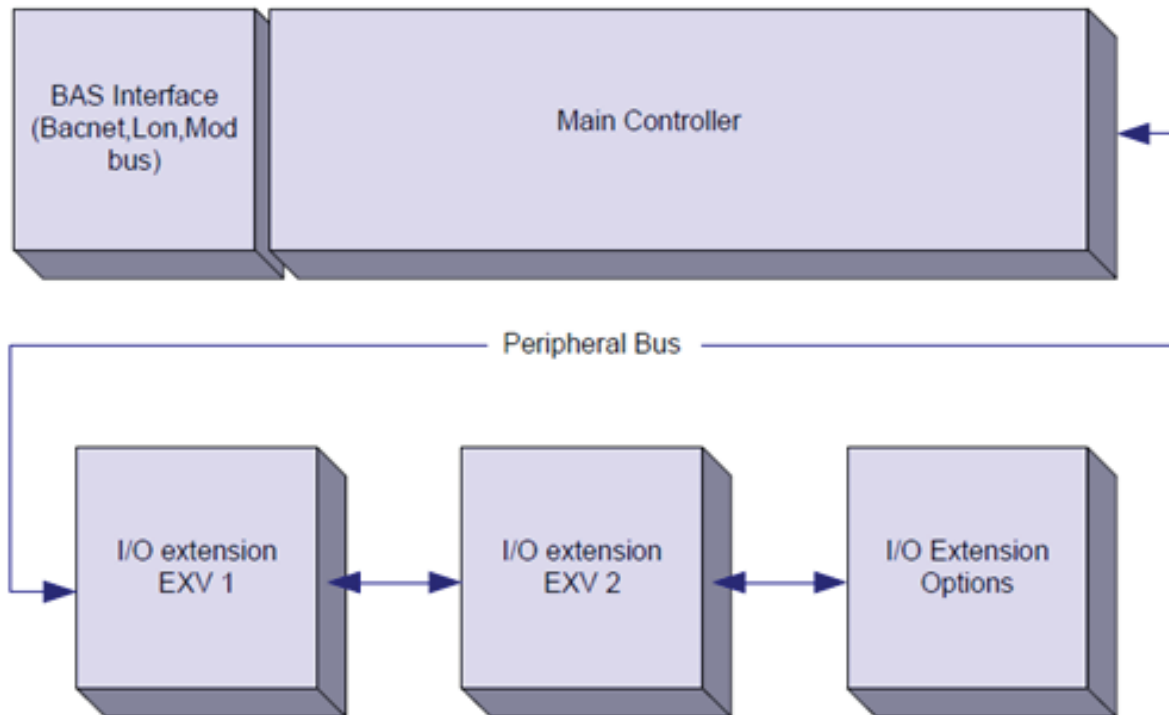 BAS Interface
(Bacnet,Lon,Mod
bus)
Main Controller
Peripheral Bus
I/O extension
EXV 1
I/O extension
EXV 2
I/O Extension
Options